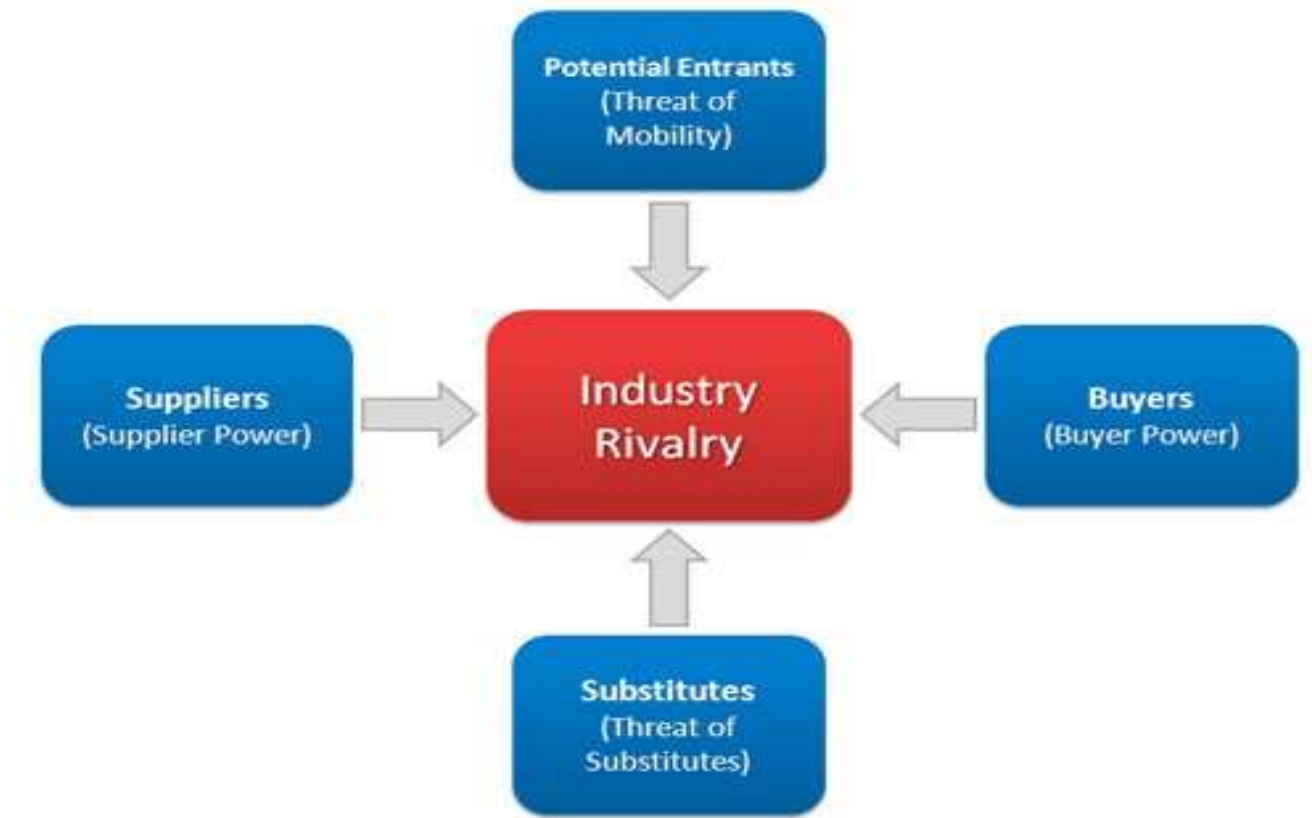 Potential Entrants
(Threat of
Mobility)
Suppliers
(Supplier Power)
Industry
Rivalry
Buyers
(Buyer Power)
Substitutes
(Threat of
Substitutes)